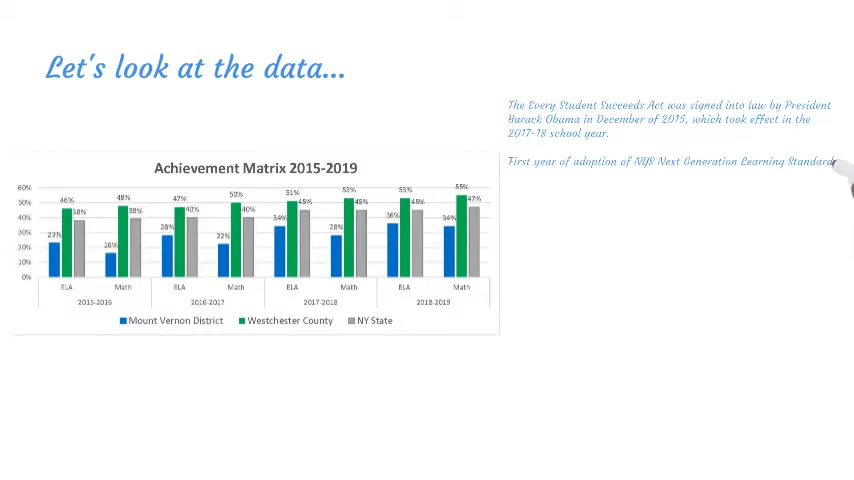 Let's look at the data...
The Every Student Succeeds Act was signed into law by President
Barack Obama in December of 2015, which took effect in the
2017-18 school year.
First year of adoption of NYS Next Generation Learning Standard
Achievement Matrix 2015-2019
60%
50%
40%
30%
20%
10%
0%
23% 46% 38% 16% 48% 39% 28% 47% 40% 22% 50% 40% 34% 51% 45% 28% 53% 45% 36% 53% 45% 34% 55% 47%
ELA Math ELA Math ELA Math ELA Math
2015-2016 2016-2017 2017-2018 2018-2019
Mount Vernon District Westchester County NY State